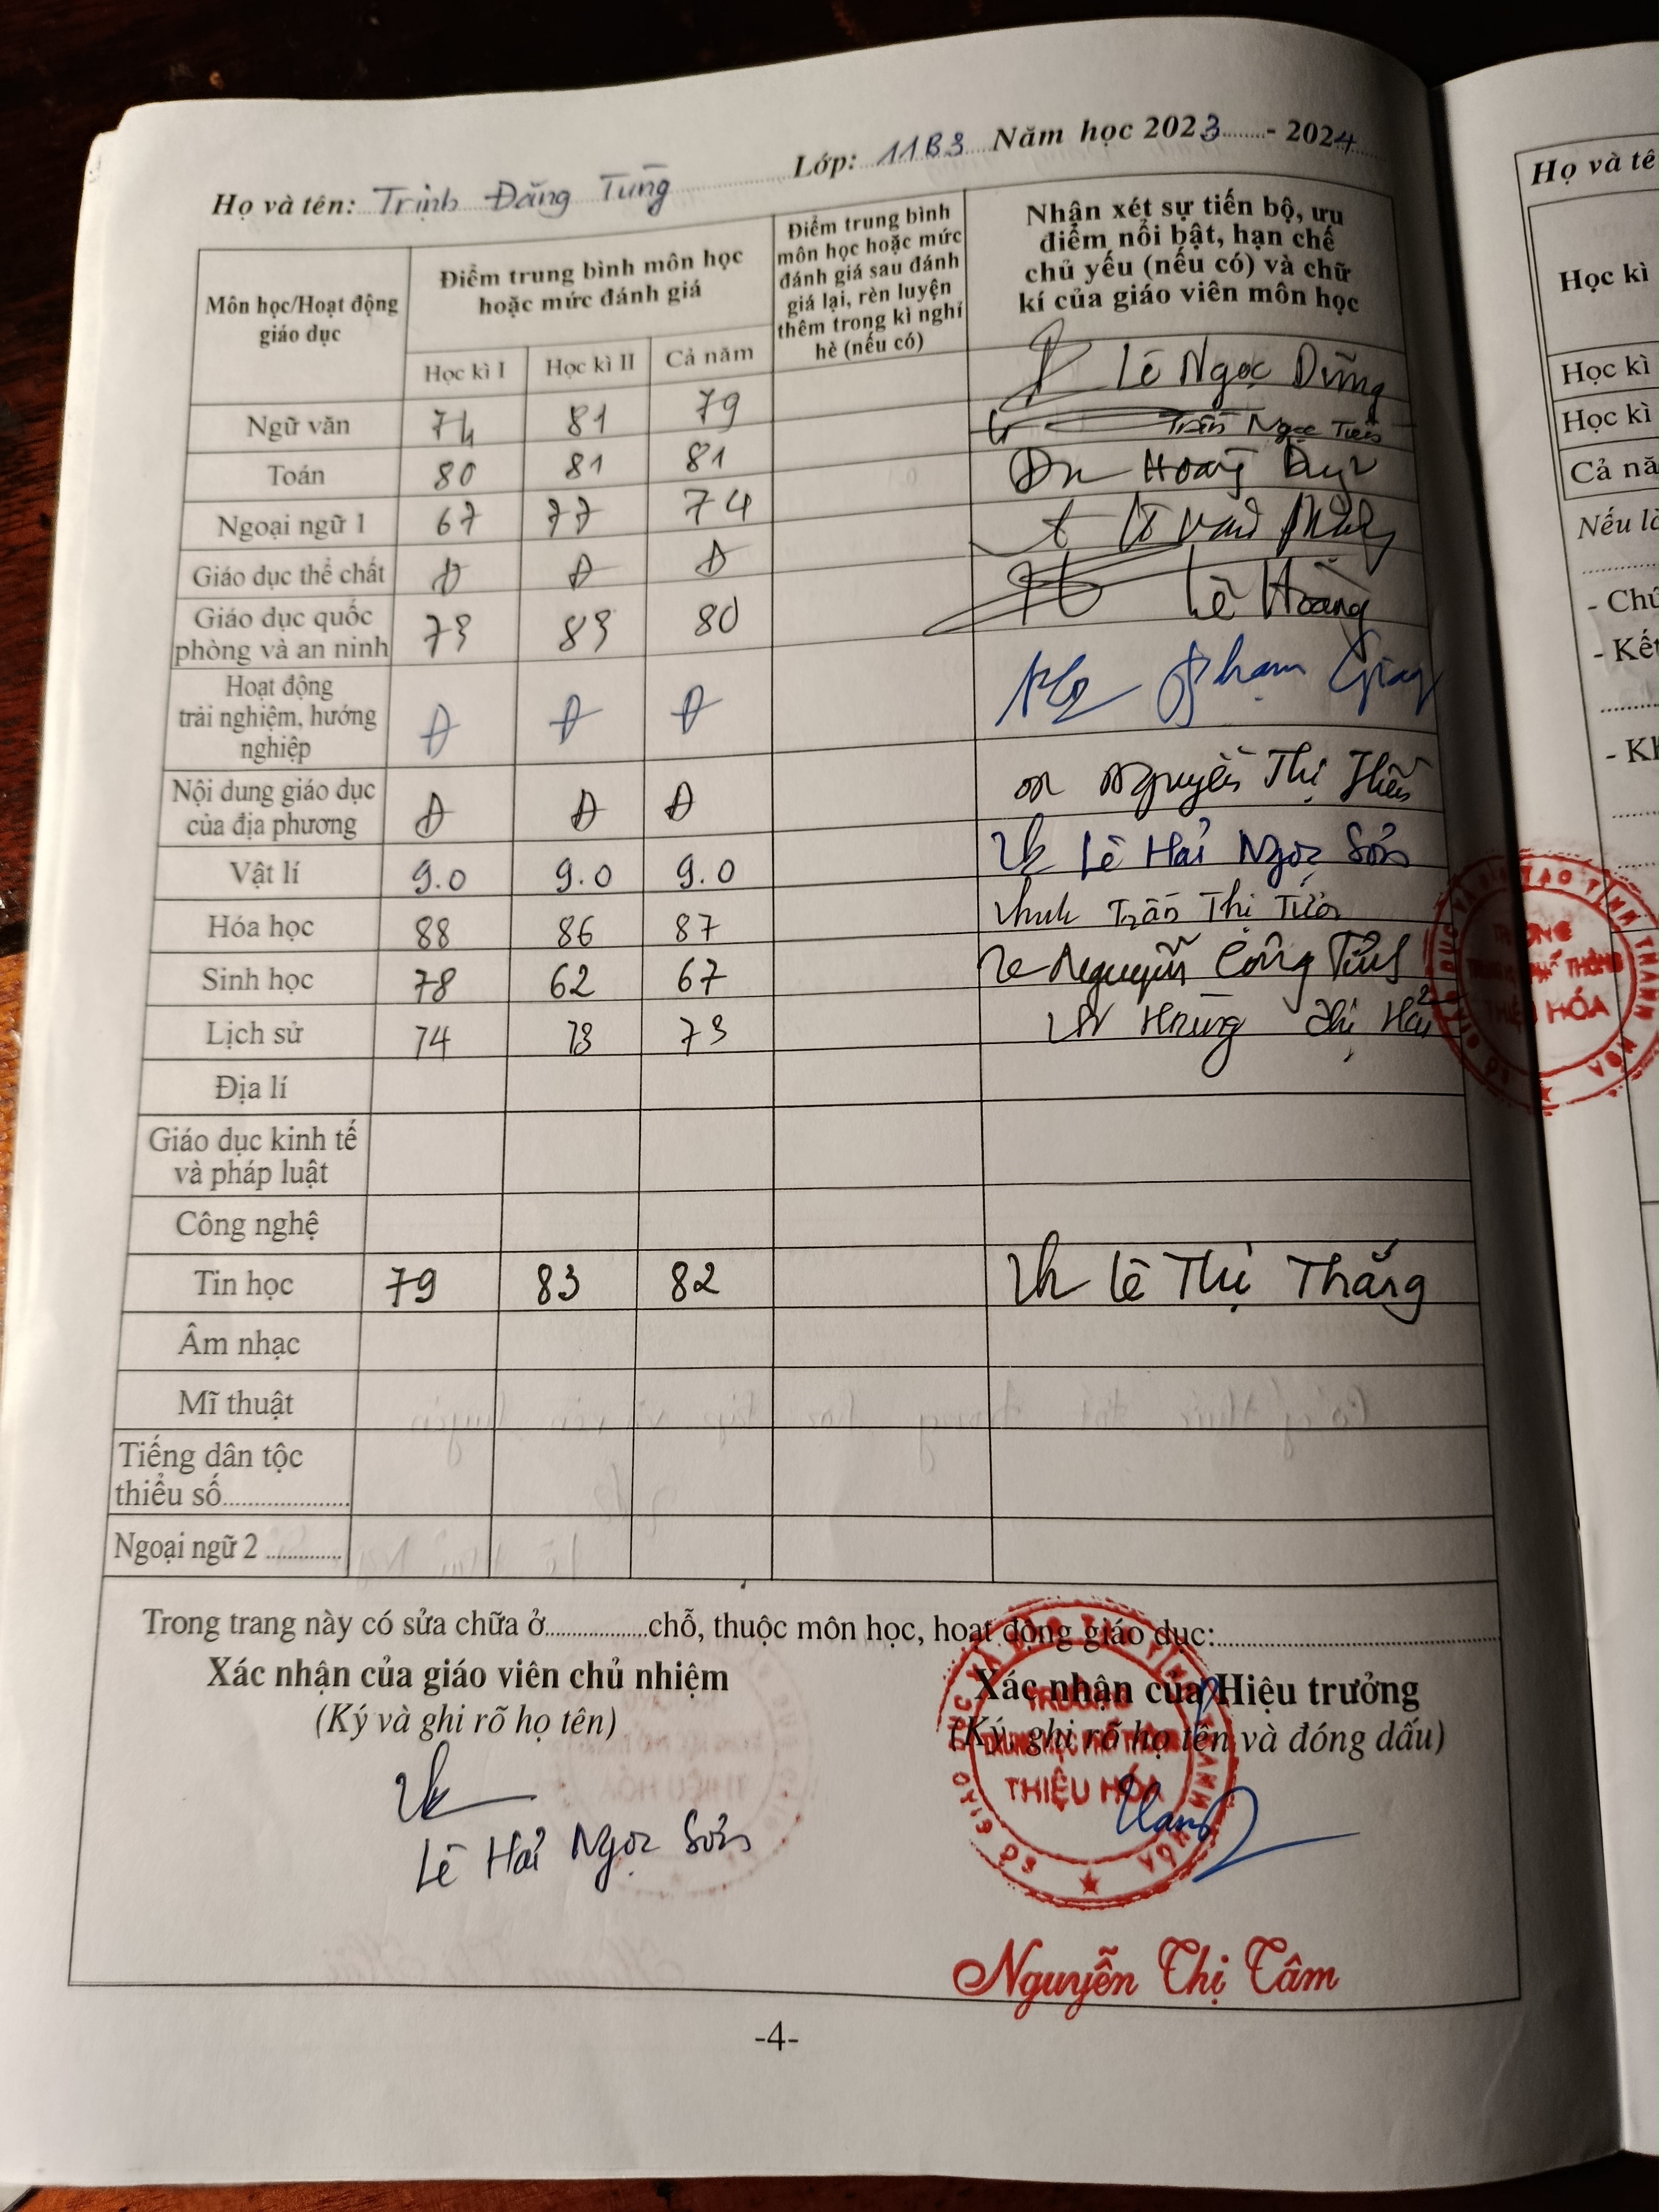 Họ và tên: Trịnh Đăng Tùng Lớp: 11B3 Năm học 2023 - 2024
Môn học/Hoạt động giáo dục
Điểm trung bình môn học hoặc mức đánh giá
Điểm trung bình môn học hoặc mức đánh giá sau đánh giá lại, rèn luyện thêm trong kì nghỉ hè (nếu có)
Nhận xét sự tiến bộ, ưu điểm nổi bật, hạn chế chủ yếu (nếu có) và chữ kí của giáo viên môn học
Học kì I Học kì II Cả năm
Ngữ văn 74 81 79 Lê Ngọc Dũng
Toán 80 81 81 Trần Ngọc
Ngoại ngữ 1 67 77 74 Hoàng
Giáo dục thể chất Đ Đ Đ
Giáo dục quốc phòng và an ninh 73 83 80 Lê Hoàng
Hoạt động trải nghiệm, hướng nghiệp Đ Đ Đ Phạm
Nội dung giáo dục của địa phương Đ Đ Đ Nguyễn Thị
Vật lí 9.0 9.0 9.0 Lê Hải Ngọc Sơn
Hóa học 88 86 87 Trần Thị
Sinh học 78 62 67 Nguyễn Công
Lịch sử 74 73 73 Thị Hải
Địa lí
Giáo dục kinh tế và pháp luật
Công nghệ
Tin học 79 83 82 Lê Thị Thắng
Âm nhạc
Mĩ thuật
Tiếng dân tộc thiểu số
Ngoại ngữ 2
Trong trang này có sửa chữa ở chỗ, thuộc môn học, hoạt động giáo dục:
Xác nhận của giáo viên chủ nhiệm
(Ký và ghi rõ họ tên)
Lê Hải Ngọc Sơn
Xác nhận của Hiệu trưởng
(Ký, ghi rõ họ tên và đóng dấu)
TRƯỜNG
TRUNG HỌC PHỔ THÔNG
THIỆU HÓA
Nguyễn Thị Tâm
-4-
Họ và tê
Học kì
Học kì
Học kì
Cả nă
Nếu là
- Chú
- Kết
- Kh